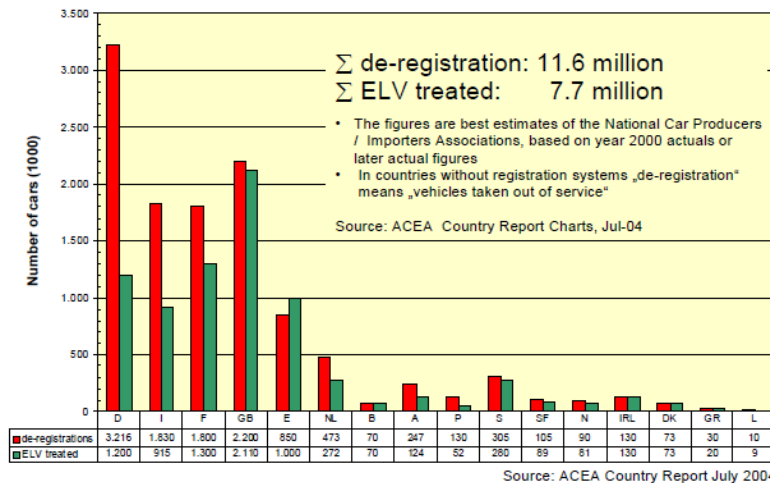 3.500
3.000
2.500
2.000
1.500
1.000
500
0
Number of cars (1000)
∑ de-registration: 11.6 million
∑ ELV treated: 7.7 million
• The figures are best estimates of the National Car Producers
/ Importers Associations, based on year 2000 actuals or
later actual figures
• In countries without registration systems „de-registration“
means „vehicles taken out of service“
Source: ACEA Country Report Charts, Jul-04
D I F GB E NL B A P S SF N IRL DK GR L
de-registrations 3.216 1.830 1.800 2.200 850 473 70 247 130 305 105 90 130 73 30 10
ELV treated 1.200 915 1.300 2.110 1.000 272 70 124 52 280 89 81 130 73 20 9
Source: ACEA Country Report July 2004